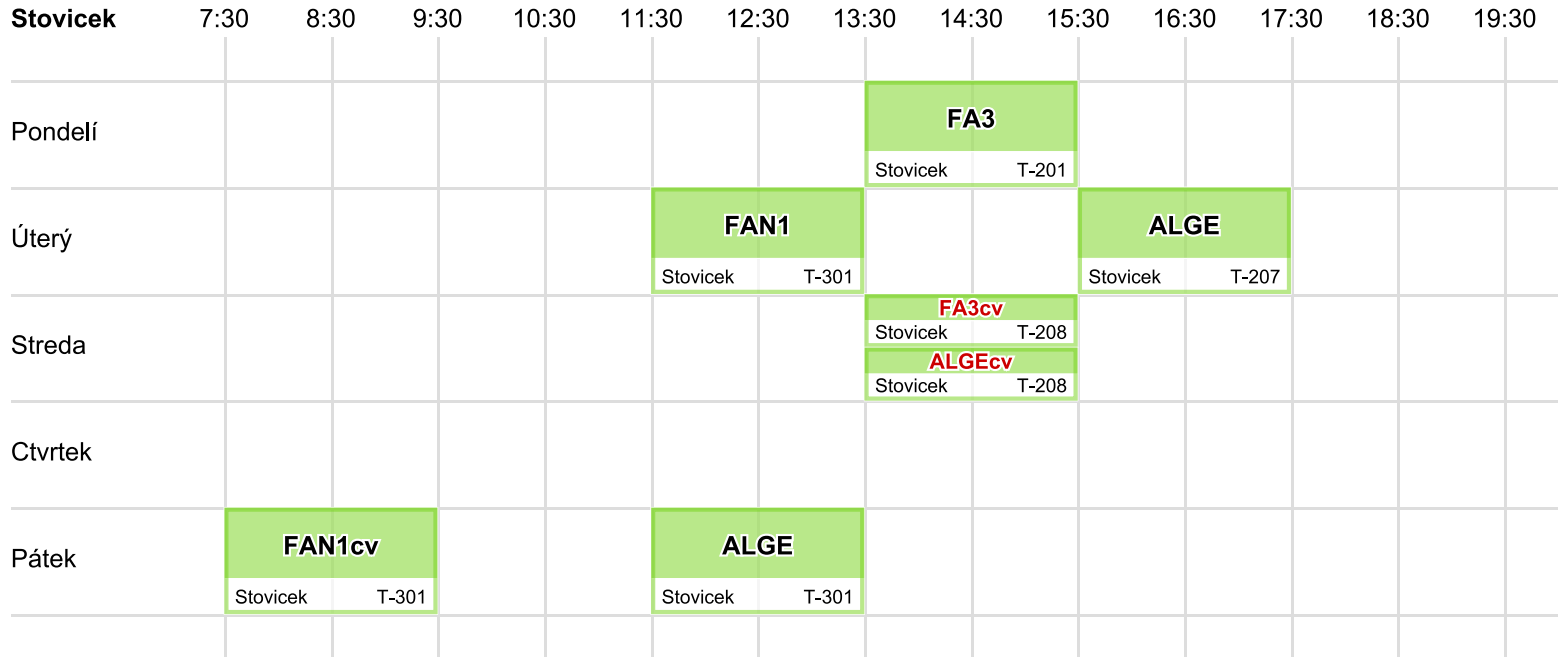 Stovicek 7:30 8:30 9:30 10:30 11:30 12:30 13:30 14:30 15:30 16:30 17:30 18:30 19:30
Pondelí
FA3
Stovicek T-201
Úterý
FAN1
Stovicek T-301
ALGE
Stovicek T-207
Streda
FA3cv
Stovicek T-208
ALGEcv
Stovicek T-208
Ctvrtek
Pátek
FAN1cv
Stovicek T-301
ALGE
Stovicek T-301